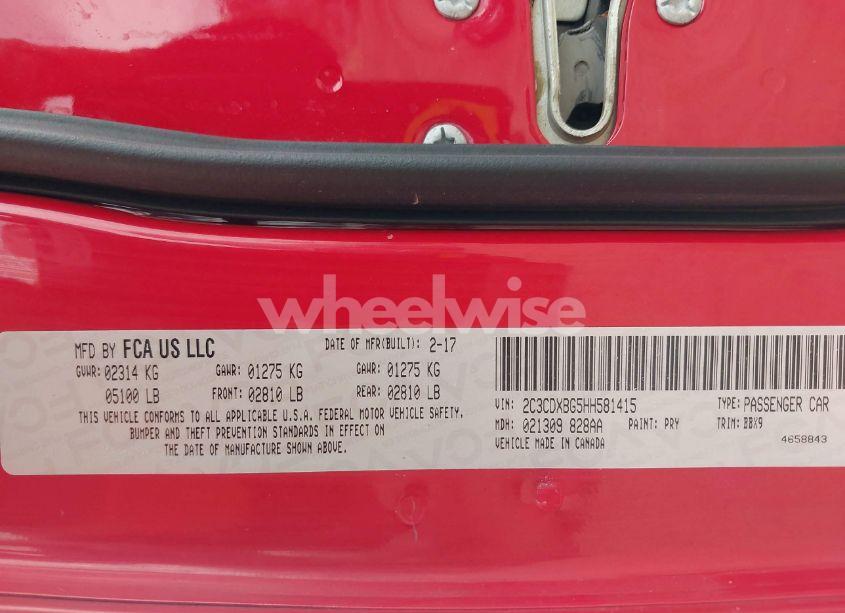 wheelwise
MFD BY FCA US LLC
DATE OF MFR(BUILT): 2-17
GVWR: 02314 KG GAWR: 01275 KG GAWR: 01275 KG
05100 LB FRONT: 02810 LB REAR: 02810 LB
THIS VEHICLE CONFORMS TO ALL APPLICABLE U.S.A. FEDERAL MOTOR VEHICLE SAFETY,
BUMPER AND THEFT PREVENTION STANDARDS IN EFFECT ON
THE DATE OF MANUFACTURE SHOWN ABOVE.
VIN: 2C3CDXBG5HH581415 TYPE: PASSENGER CAR
MDH: 021309 828AA PAINT: PRY TRIM: BBX9
VEHICLE MADE IN CANADA 4658843